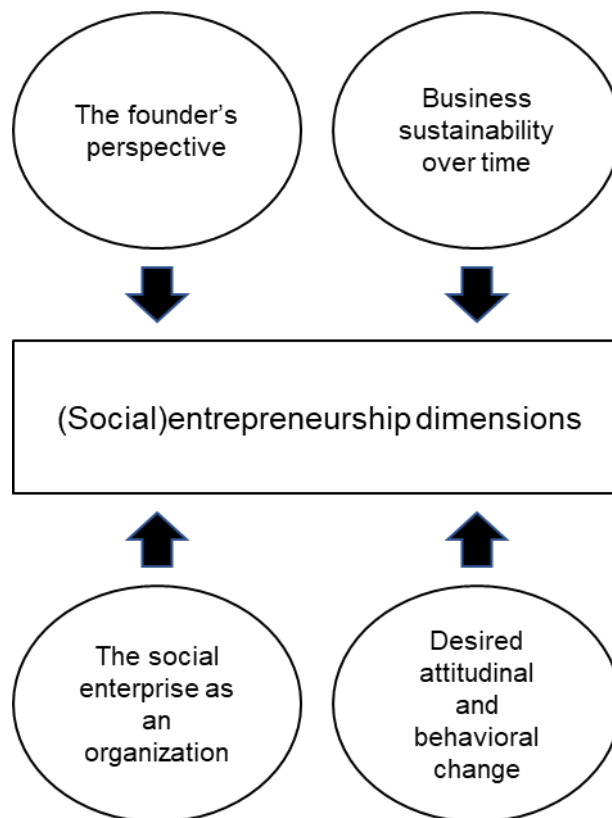 The founder's
perspective
Business
sustainability
over time
(Social)entrepreneurship dimensions
The social
enterprise as
an
organization
Desired
attitudinal
and
behavioral
change